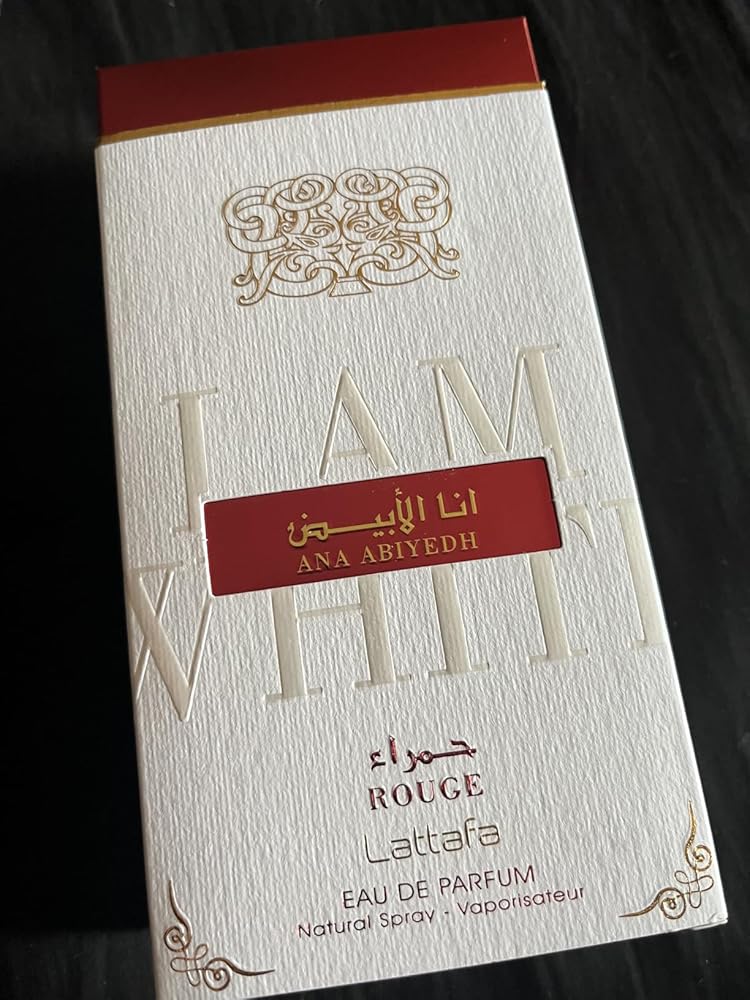 I AM
انا الأبيض
ANA ABIYEDH
WHITE
حمراء
ROUGE
Lattafa
EAU DE PARFUM
Natural Spray - Vaporisateur